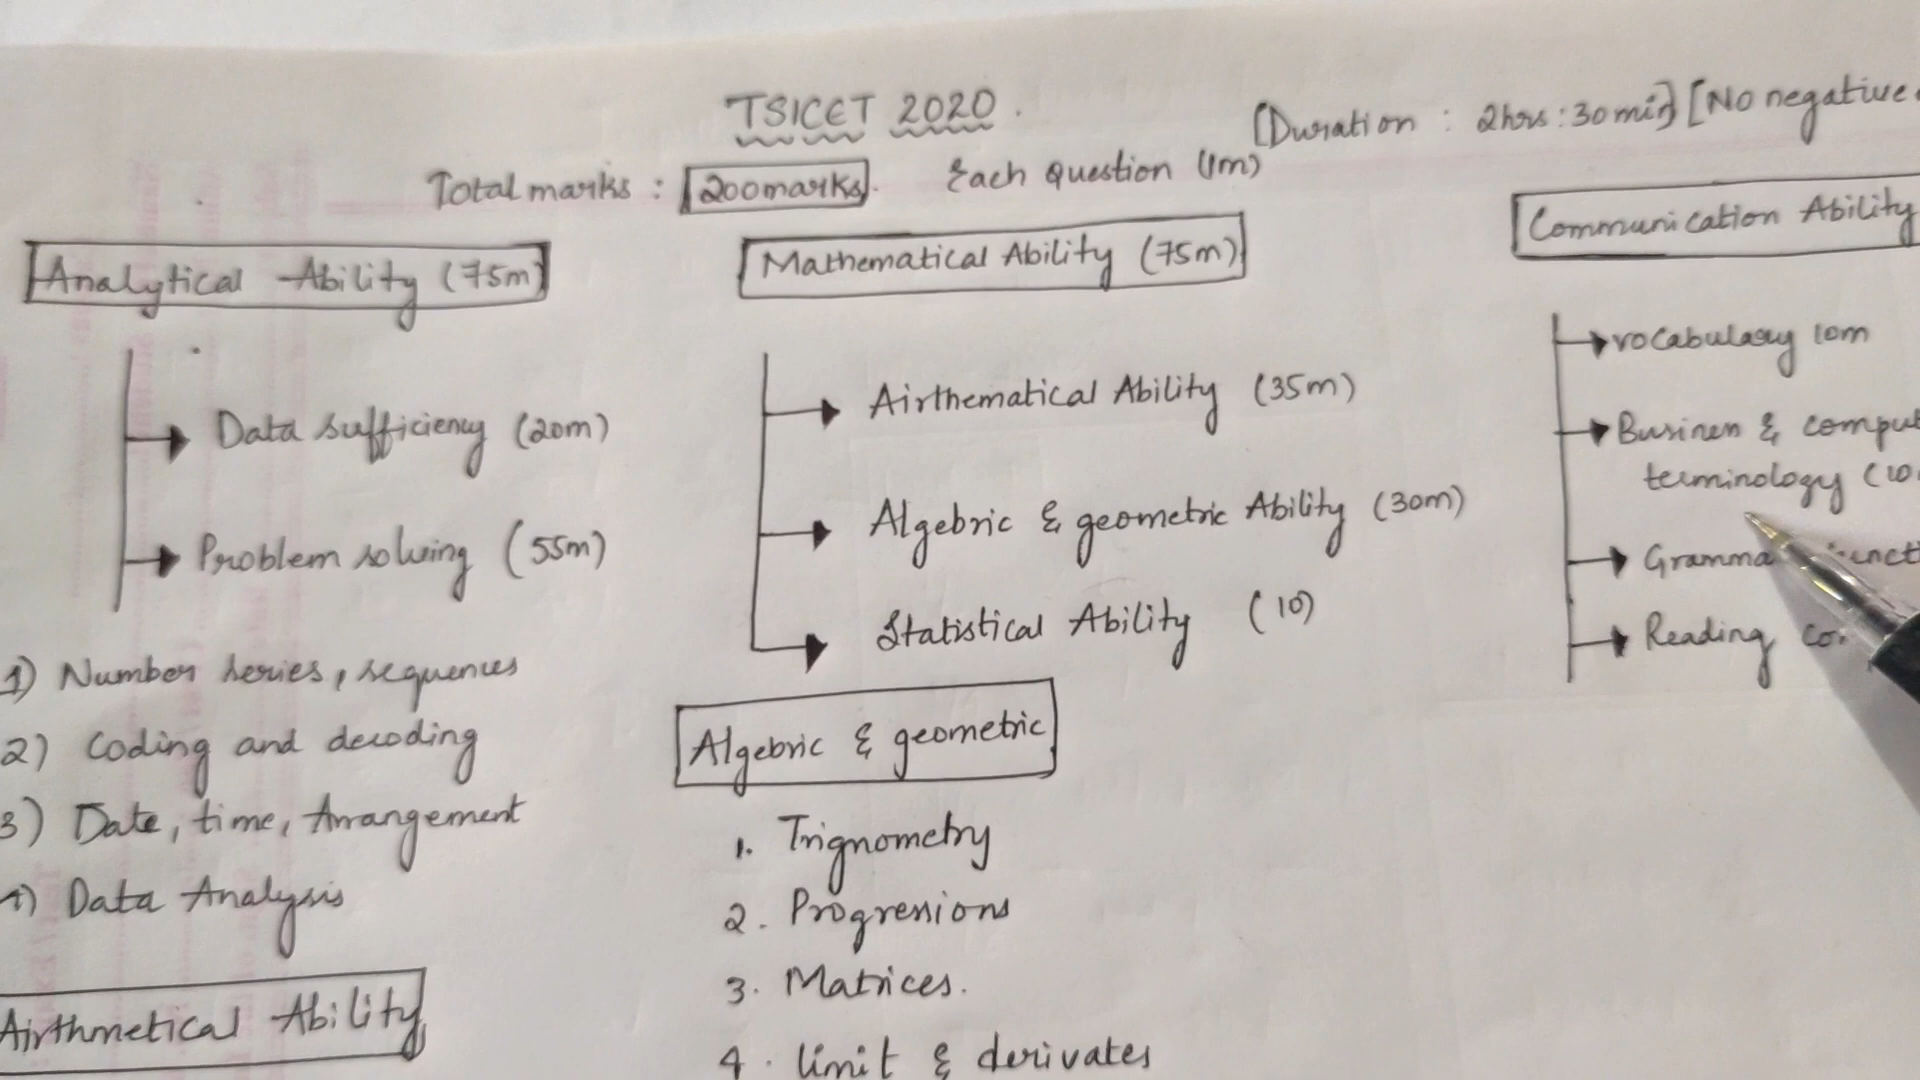 TSICET 2020.
[Duration : 2hrs:30min] [No negative
Total marks : 200marks. Each question (1m)
Analytical Ability (75m)
Data sufficiency (20m)
Problem solving (55m)
1) Number series, sequences
2) Coding and decoding
3) Date, time, Arrangement
4) Data Analysis
Airthmetical Ability
Mathematical Ability (75m)
Airthematical Ability (35m)
Algebric & geometric Ability (30m)
Statistical Ability (10)
Algebric & geometric
1. Trignometry
2. Progressions
3. Matrices.
4. limit & derivates
Communication Ability
vocabulary 10m
Business &
terminology (10
Reading